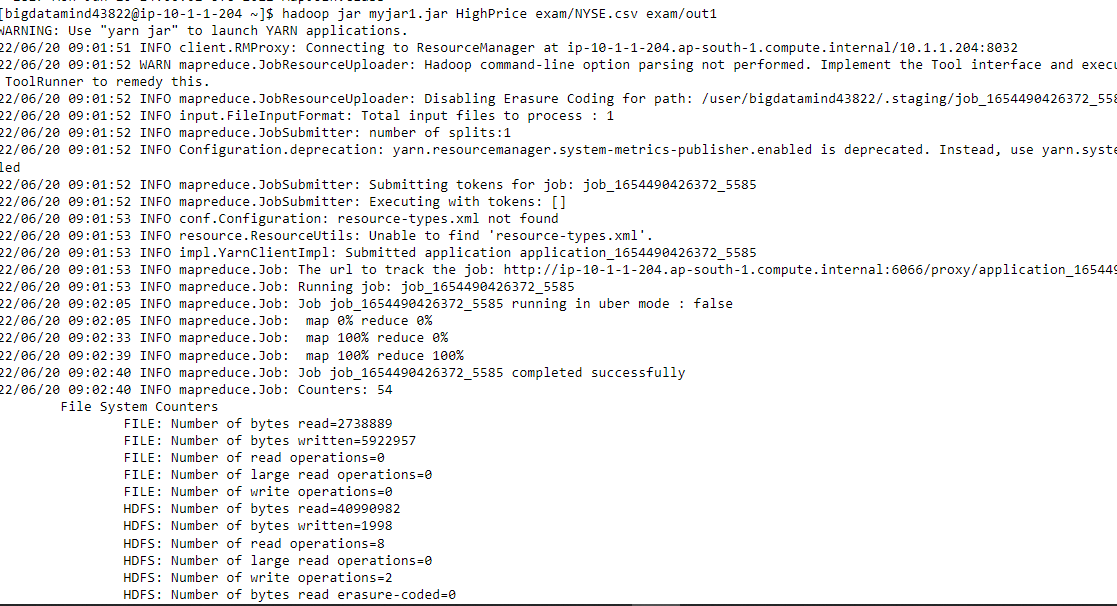 [bigdatamind43822@ip-10-1-1-204 ~]$ hadoop jar myjar1.jar HighPrice exam/NYSE.csv exam/out1
WARNING: Use "yarn jar" to launch YARN applications.
22/06/20 09:01:51 INFO client.RMProxy: Connecting to ResourceManager at ip-10-1-1-204.ap-south-1.compute.internal/10.1.1.204:8032
22/06/20 09:01:52 WARN mapreduce.JobResourceUploader: Hadoop command-line option parsing not performed. Implement the Tool interface and execu
ToolRunner to remedy this.
22/06/20 09:01:52 INFO mapreduce.JobResourceUploader: Disabling Erasure Coding for path: /user/bigdatamind43822/.staging/job_1654490426372_558
22/06/20 09:01:52 INFO input.FileInputFormat: Total input files to process : 1
22/06/20 09:01:52 INFO mapreduce.JobSubmitter: number of splits:1
22/06/20 09:01:52 INFO Configuration.deprecation: yarn.resourcemanager.system-metrics-publisher.enabled is deprecated. Instead, use yarn.syste
led
22/06/20 09:01:52 INFO mapreduce.JobSubmitter: Submitting tokens for job: job_1654490426372_5585
22/06/20 09:01:52 INFO mapreduce.JobSubmitter: Executing with tokens: []
22/06/20 09:01:53 INFO conf.Configuration: resource-types.xml not found
22/06/20 09:01:53 INFO resource.ResourceUtils: Unable to find 'resource-types.xml'.
22/06/20 09:01:53 INFO impl.YarnClientImpl: Submitted application application_1654490426372_5585
22/06/20 09:01:53 INFO mapreduce.Job: The url to track the job: http://ip-10-1-1-204.ap-south-1.compute.internal:6066/proxy/application_165449
22/06/20 09:01:53 INFO mapreduce.Job: Running job: job_1654490426372_5585
22/06/20 09:02:05 INFO mapreduce.Job: Job job_1654490426372_5585 running in uber mode : false
22/06/20 09:02:05 INFO mapreduce.Job:  map 0% reduce 0%
22/06/20 09:02:33 INFO mapreduce.Job:  map 100% reduce 0%
22/06/20 09:02:39 INFO mapreduce.Job:  map 100% reduce 100%
22/06/20 09:02:40 INFO mapreduce.Job: Job job_1654490426372_5585 completed successfully
22/06/20 09:02:40 INFO mapreduce.Job: Counters: 54
File System Counters
FILE: Number of bytes read=2738889
FILE: Number of bytes written=5922957
FILE: Number of read operations=0
FILE: Number of large read operations=0
FILE: Number of write operations=0
HDFS: Number of bytes read=40990982
HDFS: Number of bytes written=1998
HDFS: Number of read operations=8
HDFS: Number of large read operations=0
HDFS: Number of write operations=2
HDFS: Number of bytes read erasure-coded=0